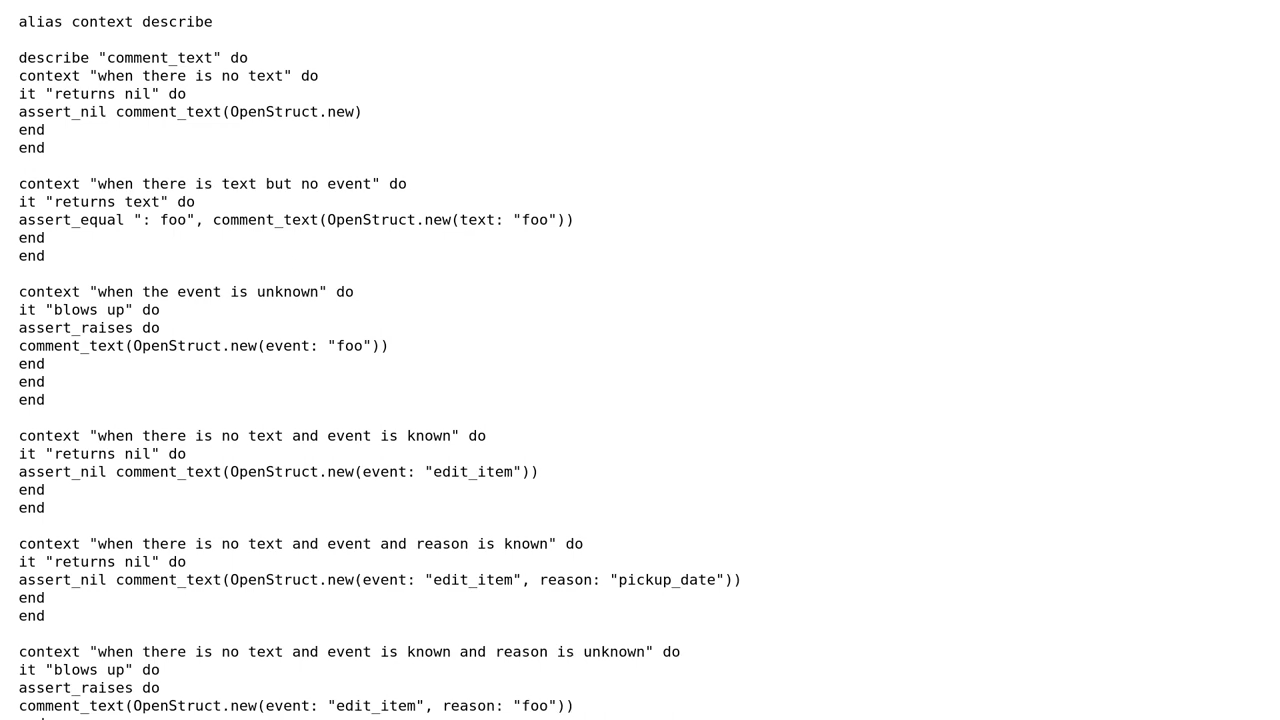 alias context describe

describe "comment_text" do
context "when there is no text" do
it "returns nil" do
assert_nil comment_text(OpenStruct.new)
end
end

context "when there is text but no event" do
it "returns text" do
assert_equal ": foo", comment_text(OpenStruct.new(text: "foo"))
end
end

context "when the event is unknown" do
it "blows up" do
assert_raises do
comment_text(OpenStruct.new(event: "foo"))
end
end
end

context "when there is no text and event is known" do
it "returns nil" do
assert_nil comment_text(OpenStruct.new(event: "edit_item"))
end
end

context "when there is no text and event and reason is known" do
it "returns nil" do
assert_nil comment_text(OpenStruct.new(event: "edit_item", reason: "pickup_date"))
end
end

context "when there is no text and event is known and reason is unknown" do
it "blows up" do
assert_raises do
comment_text(OpenStruct.new(event: "edit_item", reason: "foo"))